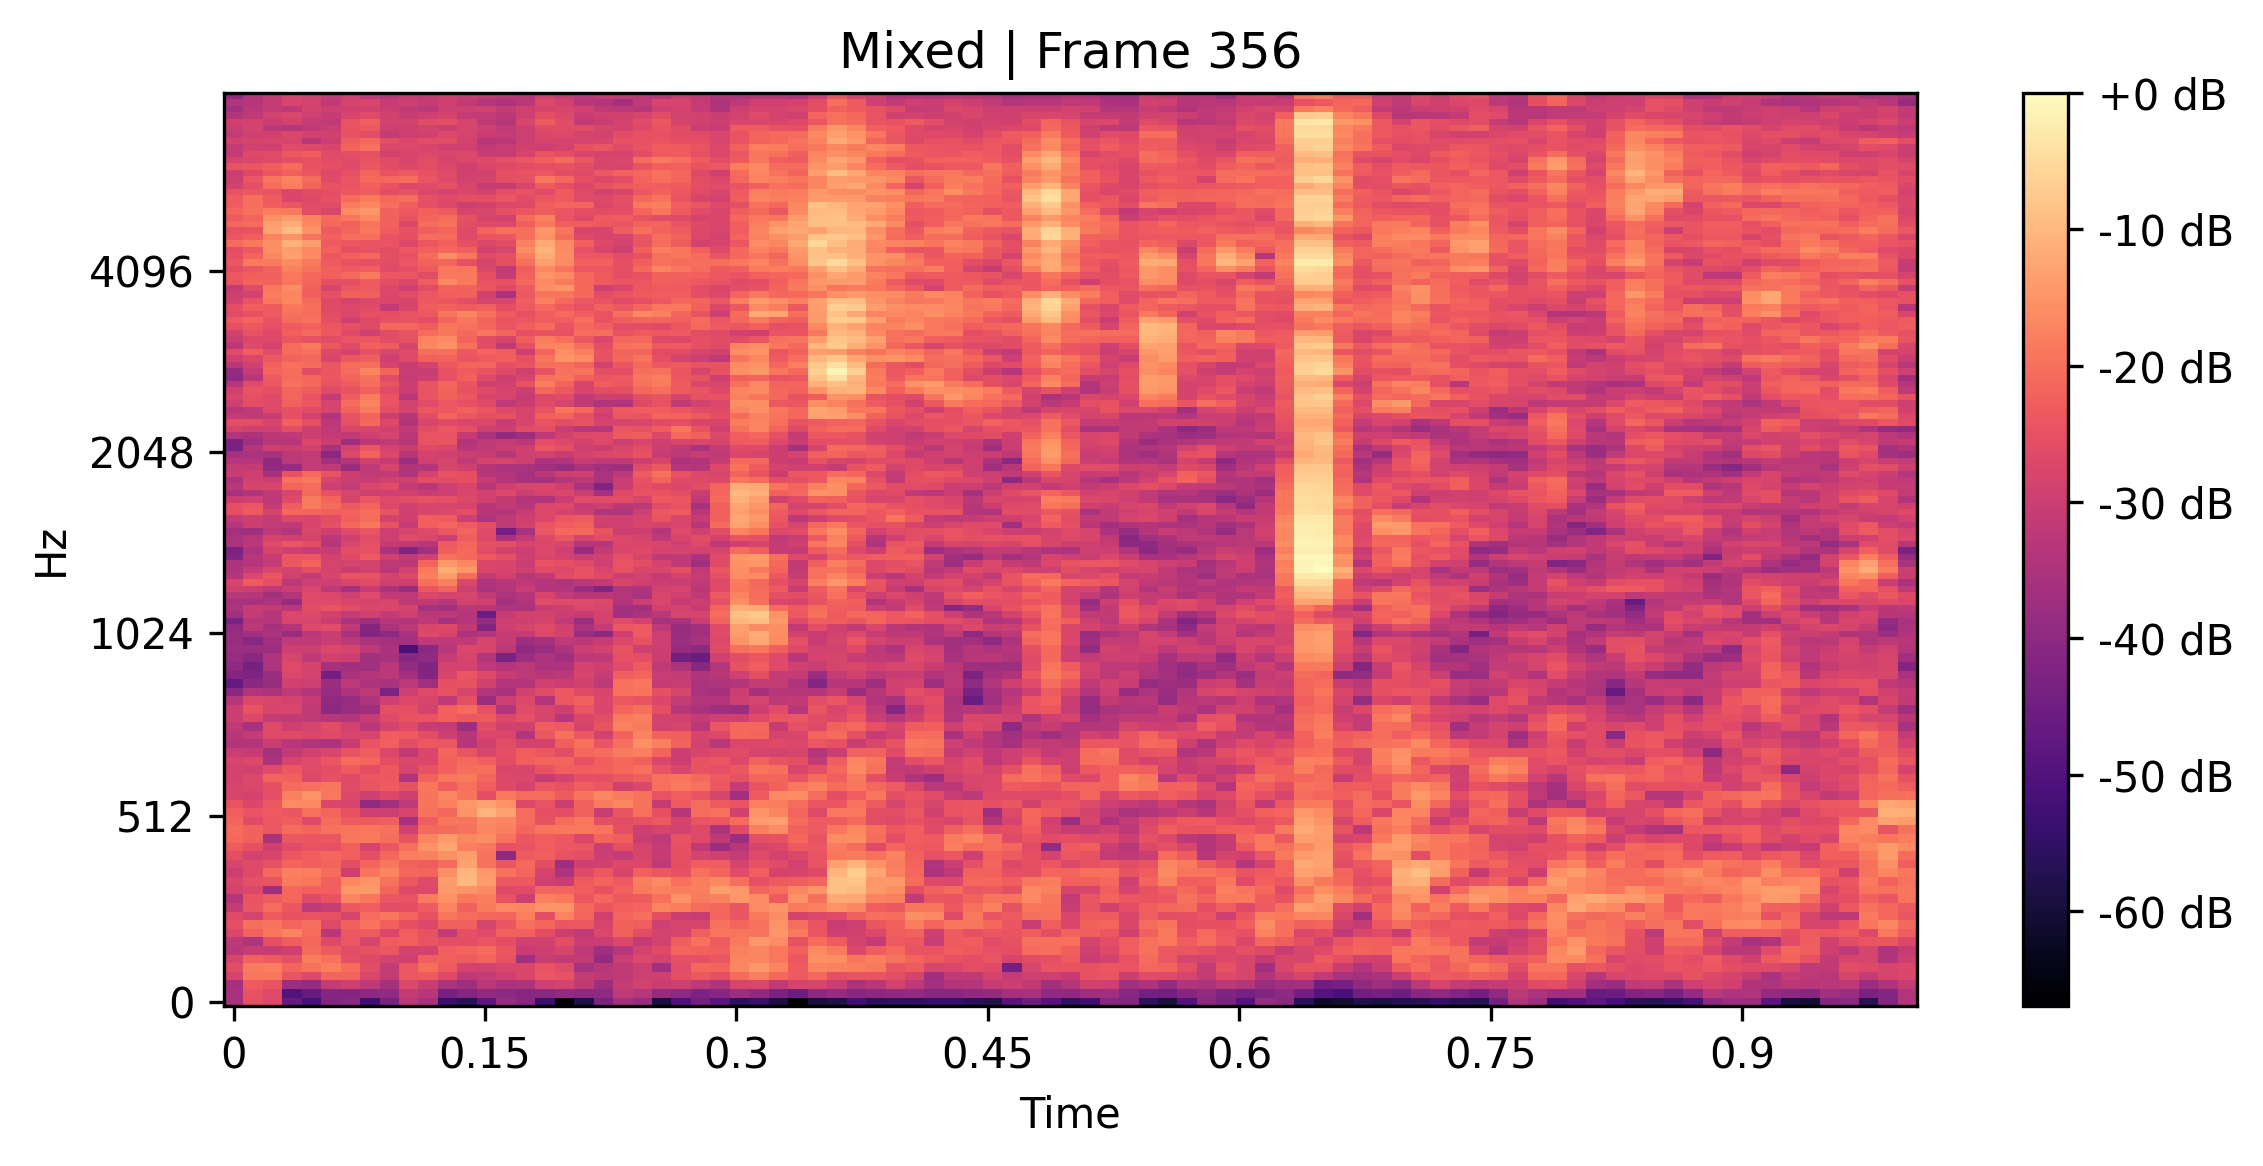 Mixed | Frame 356
+0 dB
-10 dB
-20 dB
-30 dB
-40 dB
-50 dB
-60 dB
4096
2048
1024
512
0
Hz
0 0.15 0.3 0.45 0.6 0.75 0.9
Time